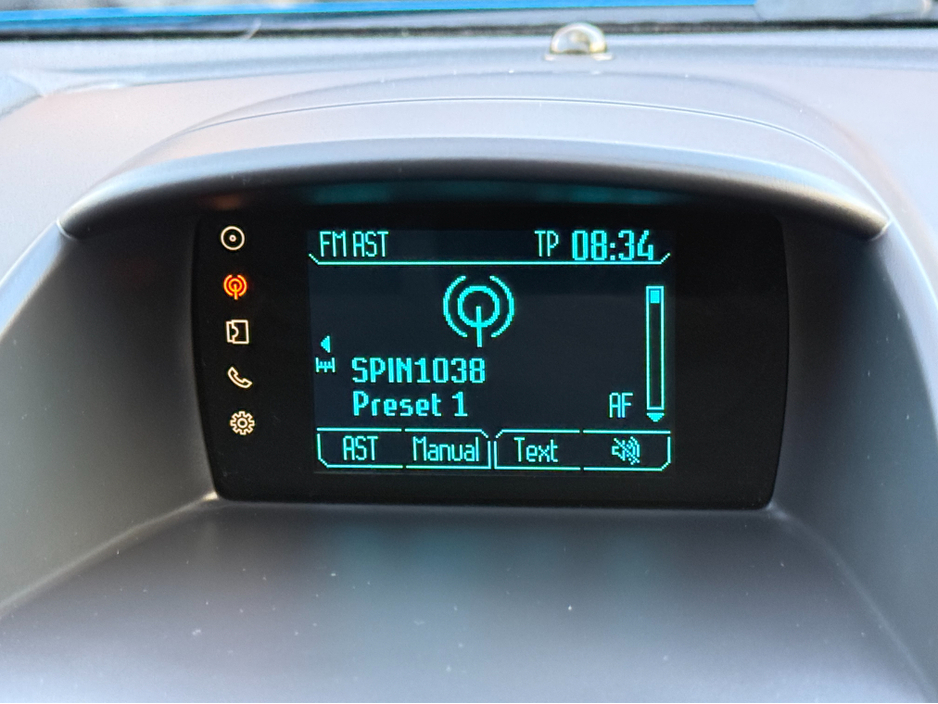 FM AST TP 08:34
SPIN1038
Preset 1 AF
AST Manual Text